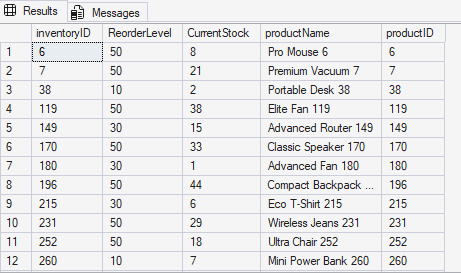 Results Messages
inventoryID ReorderLevel CurrentStock productName productID
1 6 50 8 Pro Mouse 6 6
2 7 50 21 Premium Vacuum 7 7
3 38 10 2 Portable Desk 38 38
4 119 50 38 Elite Fan 119 119
5 149 30 15 Advanced Router 149 149
6 170 50 33 Classic Speaker 170 170
7 180 30 1 Advanced Fan 180 180
8 196 50 44 Compact Backpack ... 196
9 215 30 6 Eco T-Shirt 215 215
10 231 50 29 Wireless Jeans 231 231
11 252 50 18 Ultra Chair 252 252
12 260 10 7 Mini Power Bank 260 260